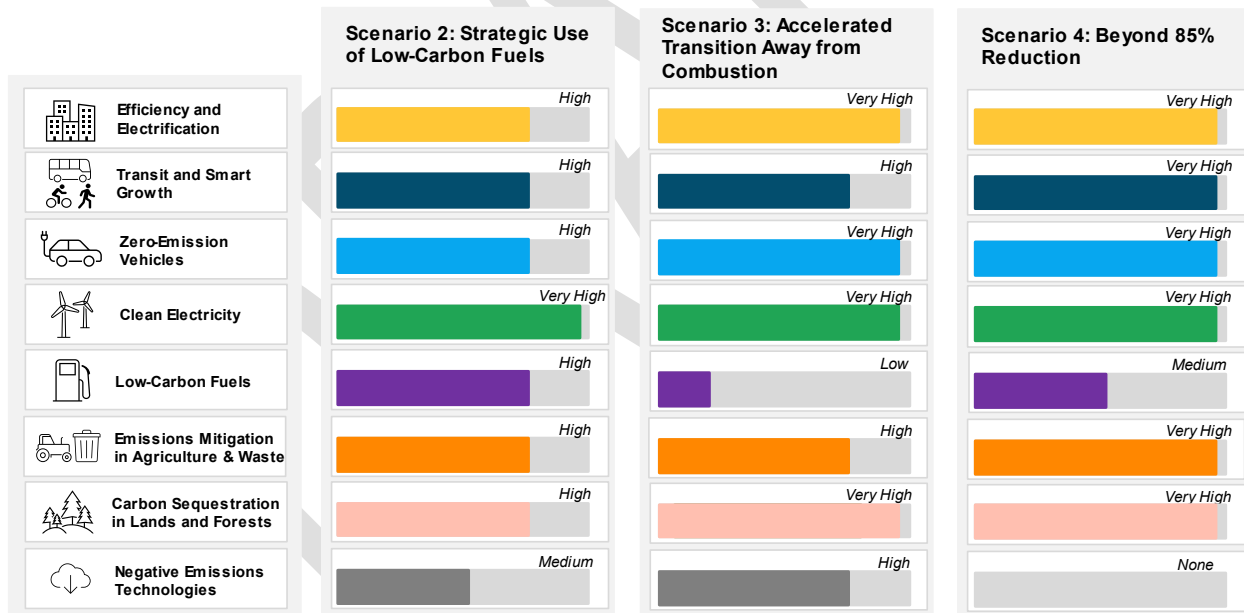 Scenario 2: Strategic Use
of Low-Carbon Fuels
Scenario 3: Accelerated
Transition Away from
Combustion
Scenario 4: Beyond 85%
Reduction
Efficiency and
Electrification
High
Very High
Very High
Transit and Smart
Growth
High
High
Very High
Zero-Emission
Vehicles
High
Very High
Very High
Clean Electricity
Very High
Very High
Very High
Low-Carbon Fuels
High
Low
Medium
Emissions Mitigation
in Agriculture & Waste
High
High
Very High
Carbon Sequestration
in Lands and Forests
High
Very High
Very High
Negative Emissions
Technologies
Medium
High
None